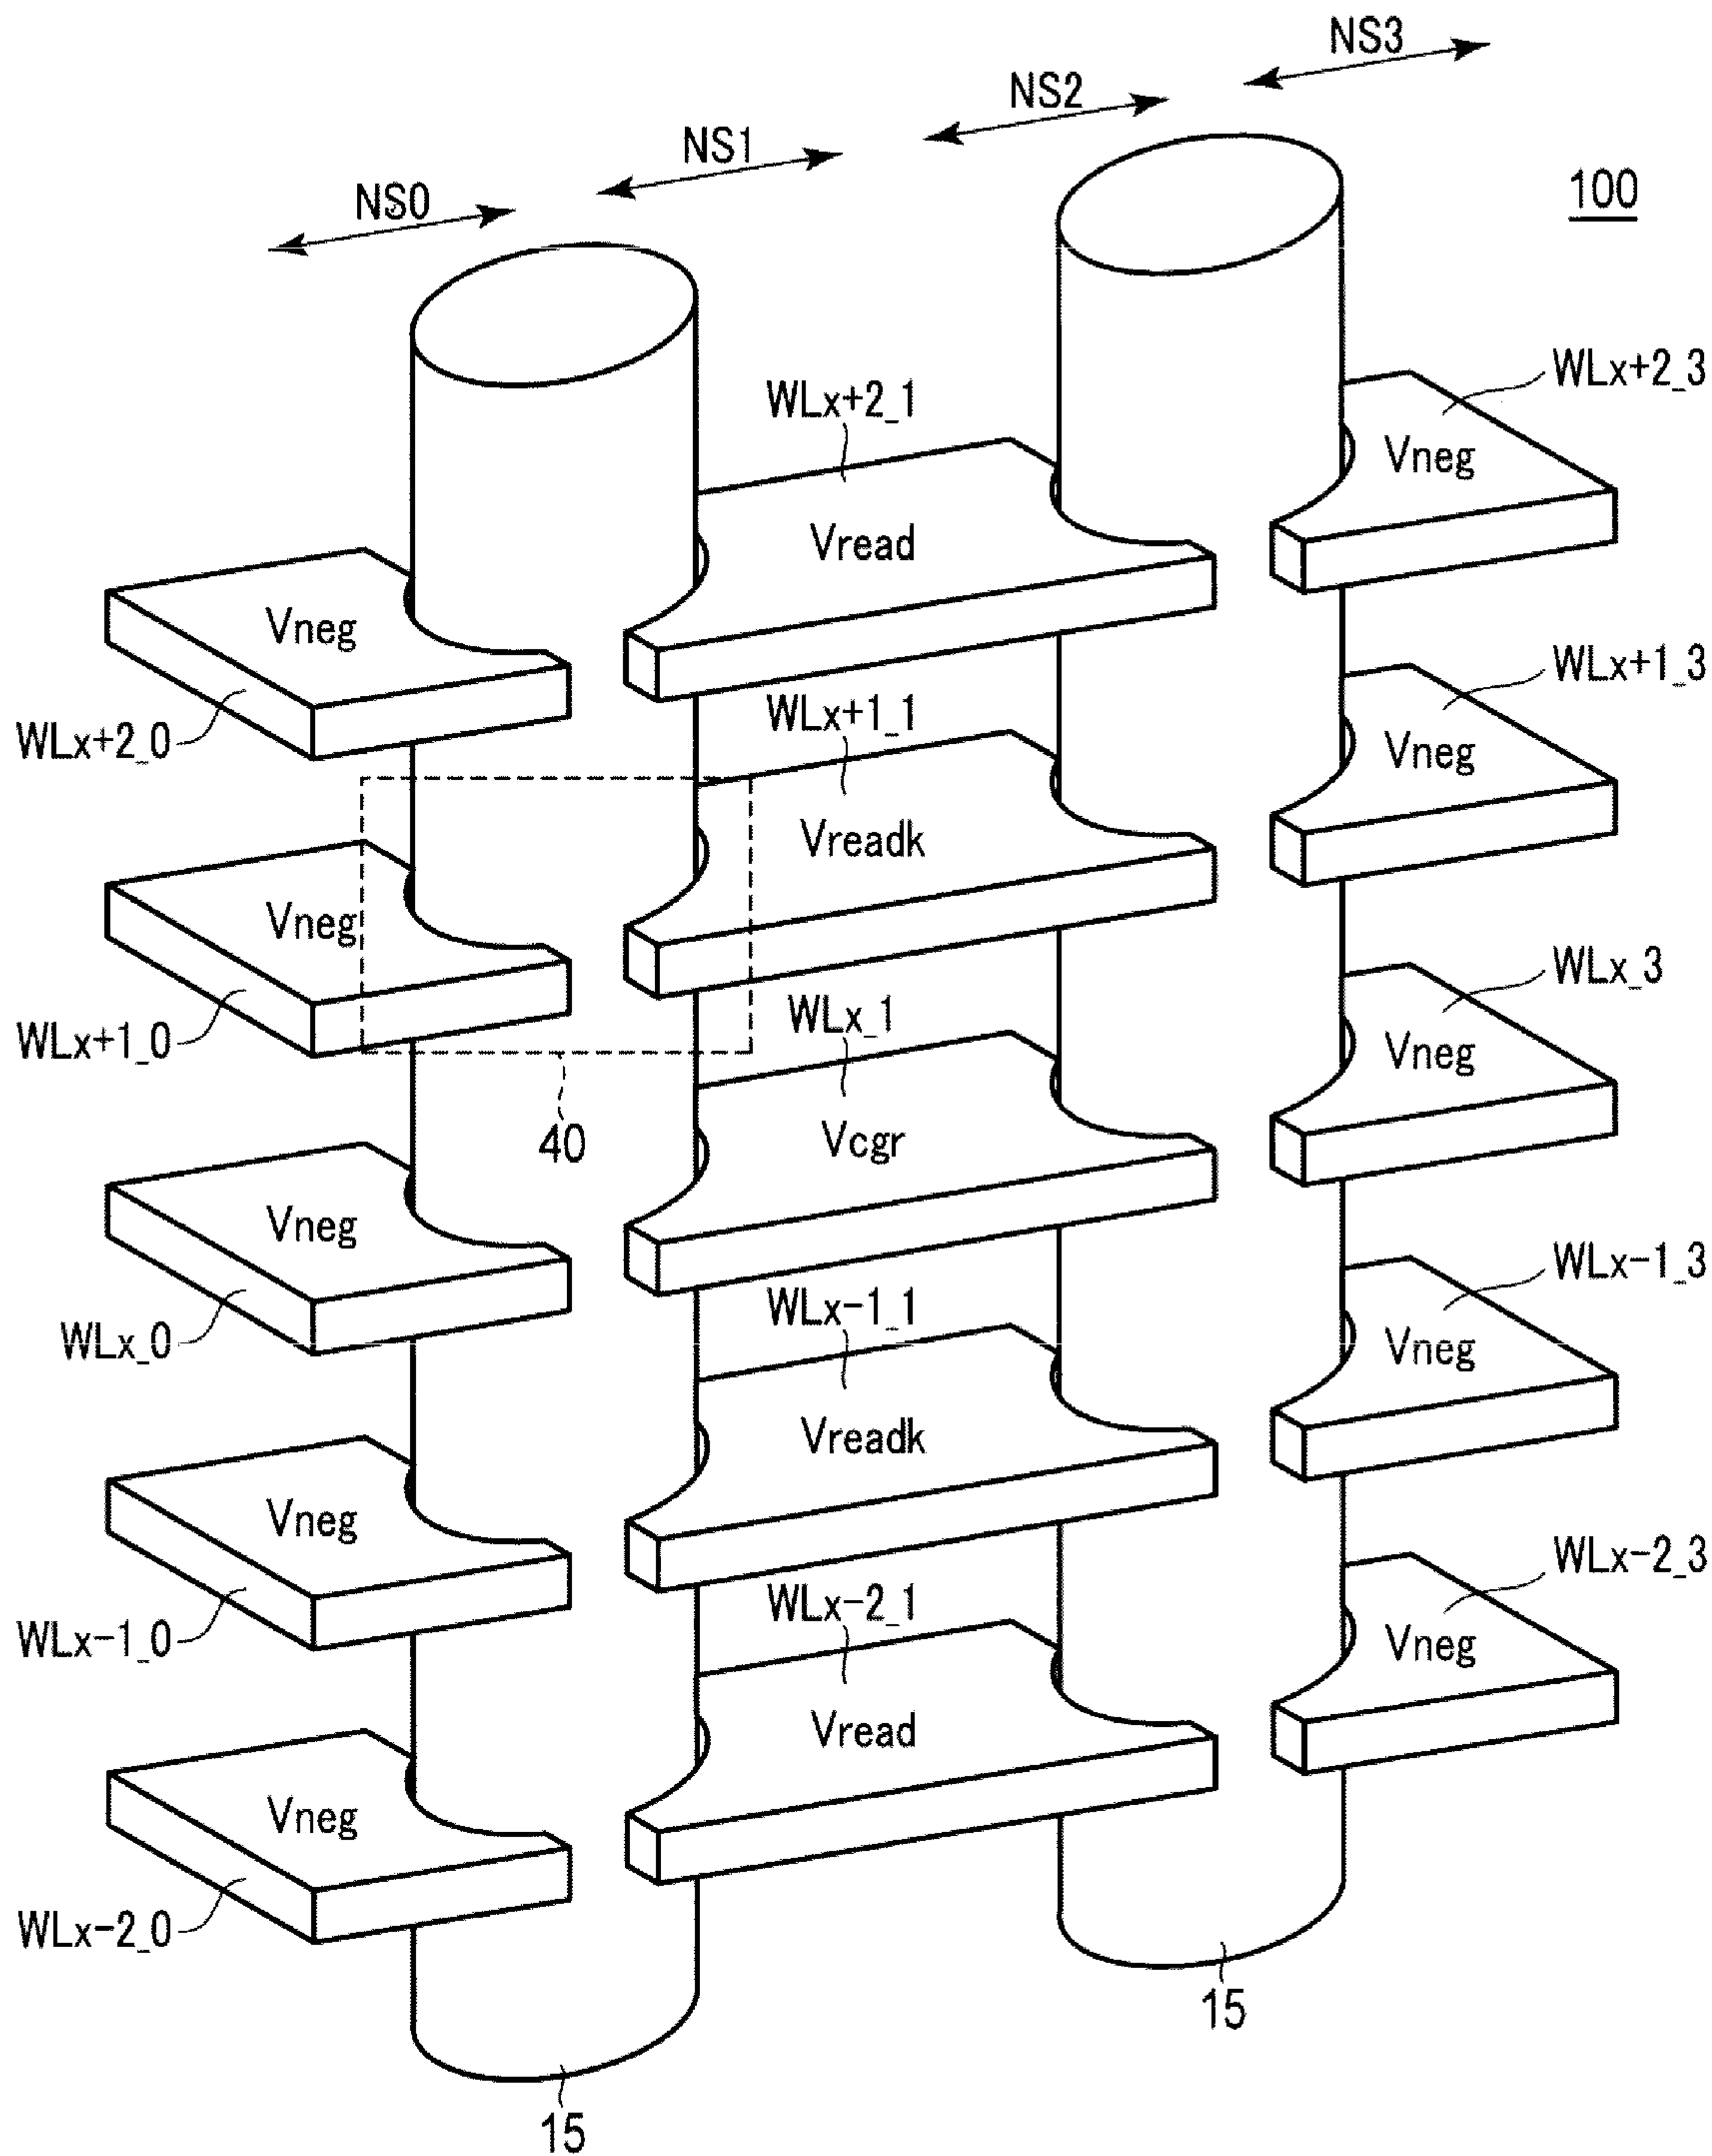 NS3
NS2
NS1
NS0
100
WLx+2_3
WLx+2_1
Vneg
Vread
Vneg
WLx+2_0
WLx+1_3
WLx+1_1
Vneg
Vreadk
Vneg
WLx+1_0
WLx_3
WLx_1
Vneg
40
Vcgr
Vneg
WLx_0
WLx-1_3
WLx-1_1
Vneg
Vreadk
Vneg
WLx-1_0
WLx-2_3
WLx-2_1
Vneg
Vread
Vneg
WLx-2_0
15
15